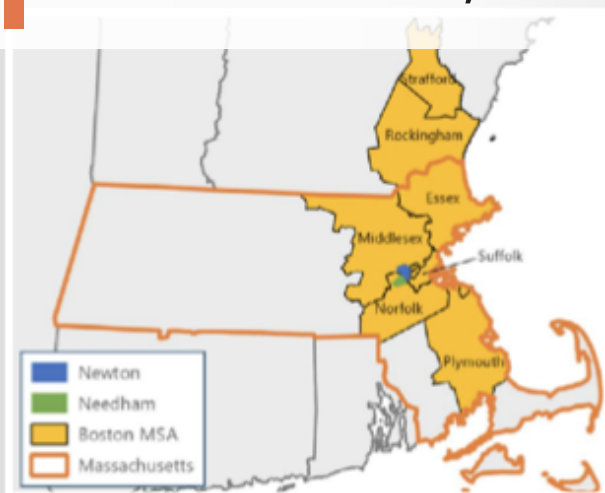 Strafford
Rockingham
Essex
Middlesex
Suffolk
Norfolk
Plymouth
Newton
Needham
Boston MSA
Massachusetts